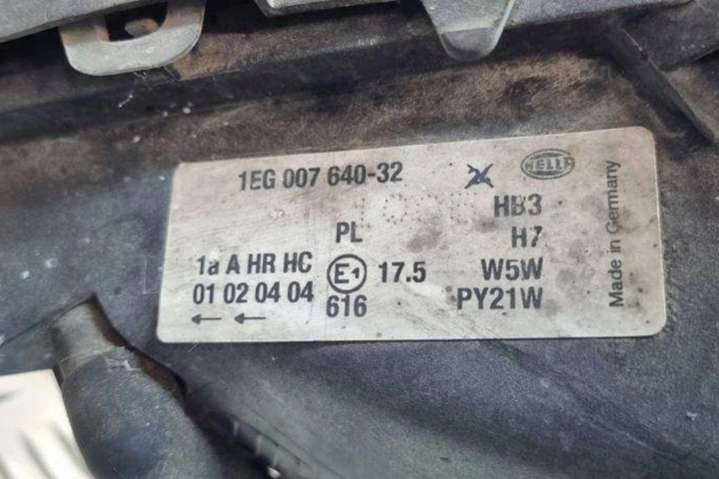 1EG 007 640-32
HELLA
HB3
PL
H7
1a A HR HC
E1
17.5
W5W
01 02 04 04
616
PY21W
Made in Germany